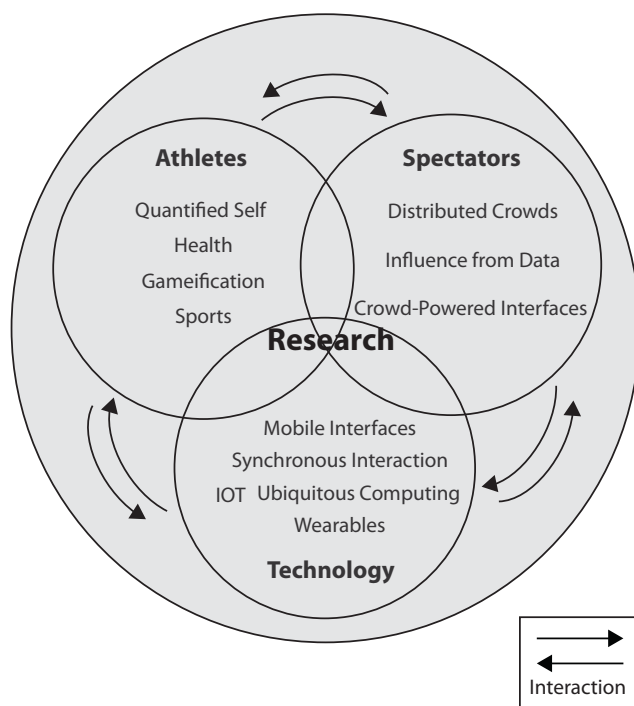 Athletes
Quantified Self
Health
Gameification
Sports
Spectators
Distributed Crowds
Influence from Data
Crowd-Powered Interfaces
Research
Mobile Interfaces
Synchronous Interaction
IOT Ubiquitous Computing
Wearables
Technology
Interaction